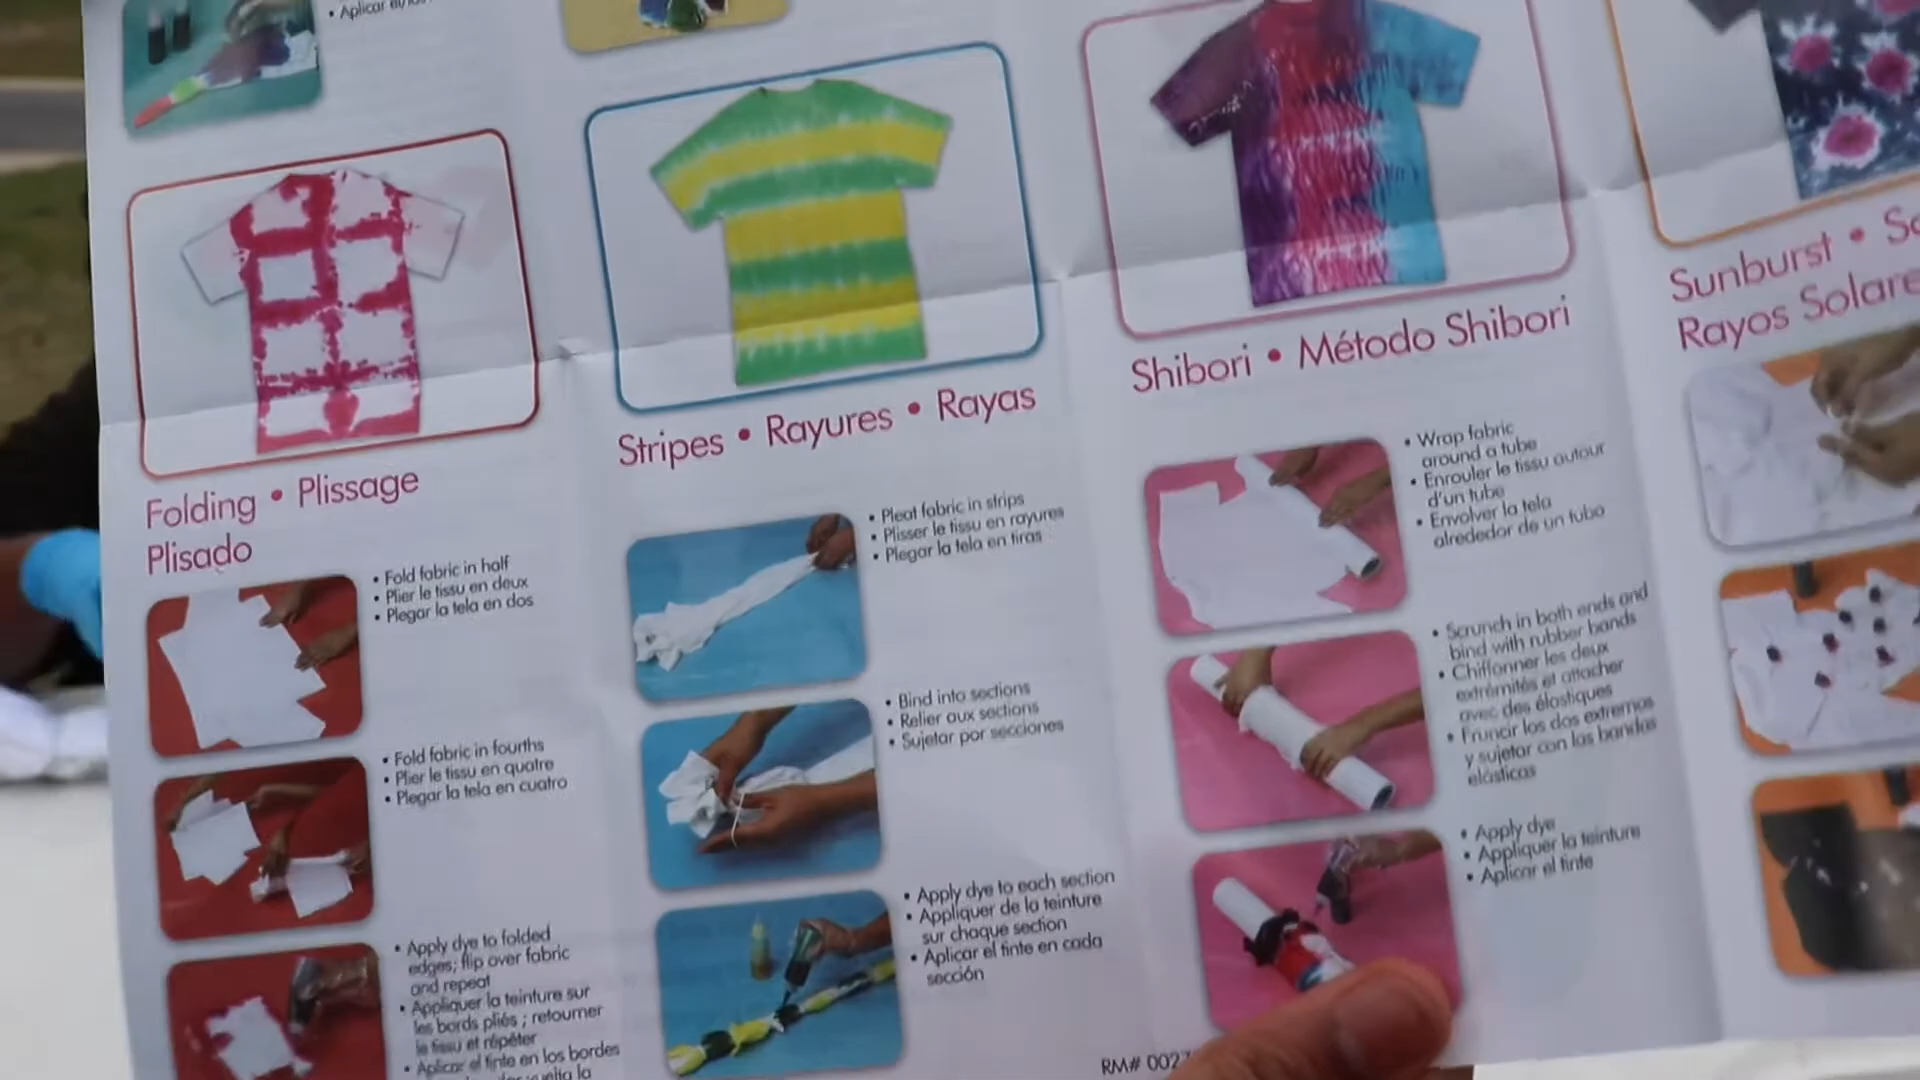 • Aplicar el/los
Folding • Plissage
Plisado
• Fold fabric in half
• Plier le tissu en deux
• Plegar la tela en dos
• Fold fabric in fourths
• Plier le tissu en quatre
• Plegar la tela en cuatro
• Apply dye to folded
edges; flip over fabric
and repeat
• Appliquer la teinture sur
les bords pliés ; retourner
le tissu et répéter
• Aplicar el tinte en los bordes
la
Stripes • Rayures • Rayas
• Pleat fabric in strips
• Plisser le tissu en rayures
• Plegar la tela en tiras
• Bind into sections
• Relier aux sections
• Sujetar por secciones
• Apply dye to each section
• Appliquer de la teinture
sur chaque section
• Aplicar el tinte en cada
sección
Shibori • Método Shibori
• Wrap fabric
around a tube
• Enrouler le tissu autour
d'un tube
• Envolver la tela
alrededor de un tubo
• Scrunch in both ends and
bind with rubber bands
• Chiffonner les deux
extrémités et attacher
avec des élastiques
• Fruncir los dos extremos
y sujetar con las bandas
elásticas
• Apply dye
• Appliquer la teinture
• Aplicar el tinte
RM# 002
Sunburst •
Rayos Solare